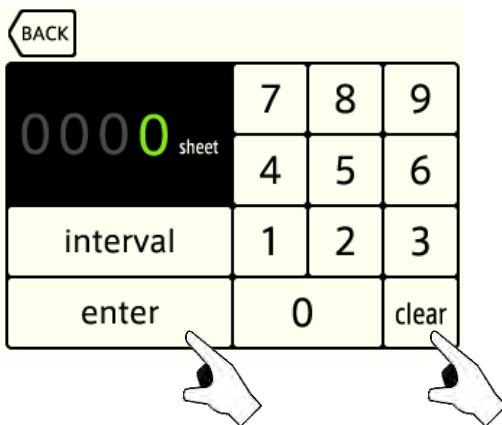 BACK
0000 sheet
7 8 9
4 5 6
interval 1 2 3
enter 0 clear